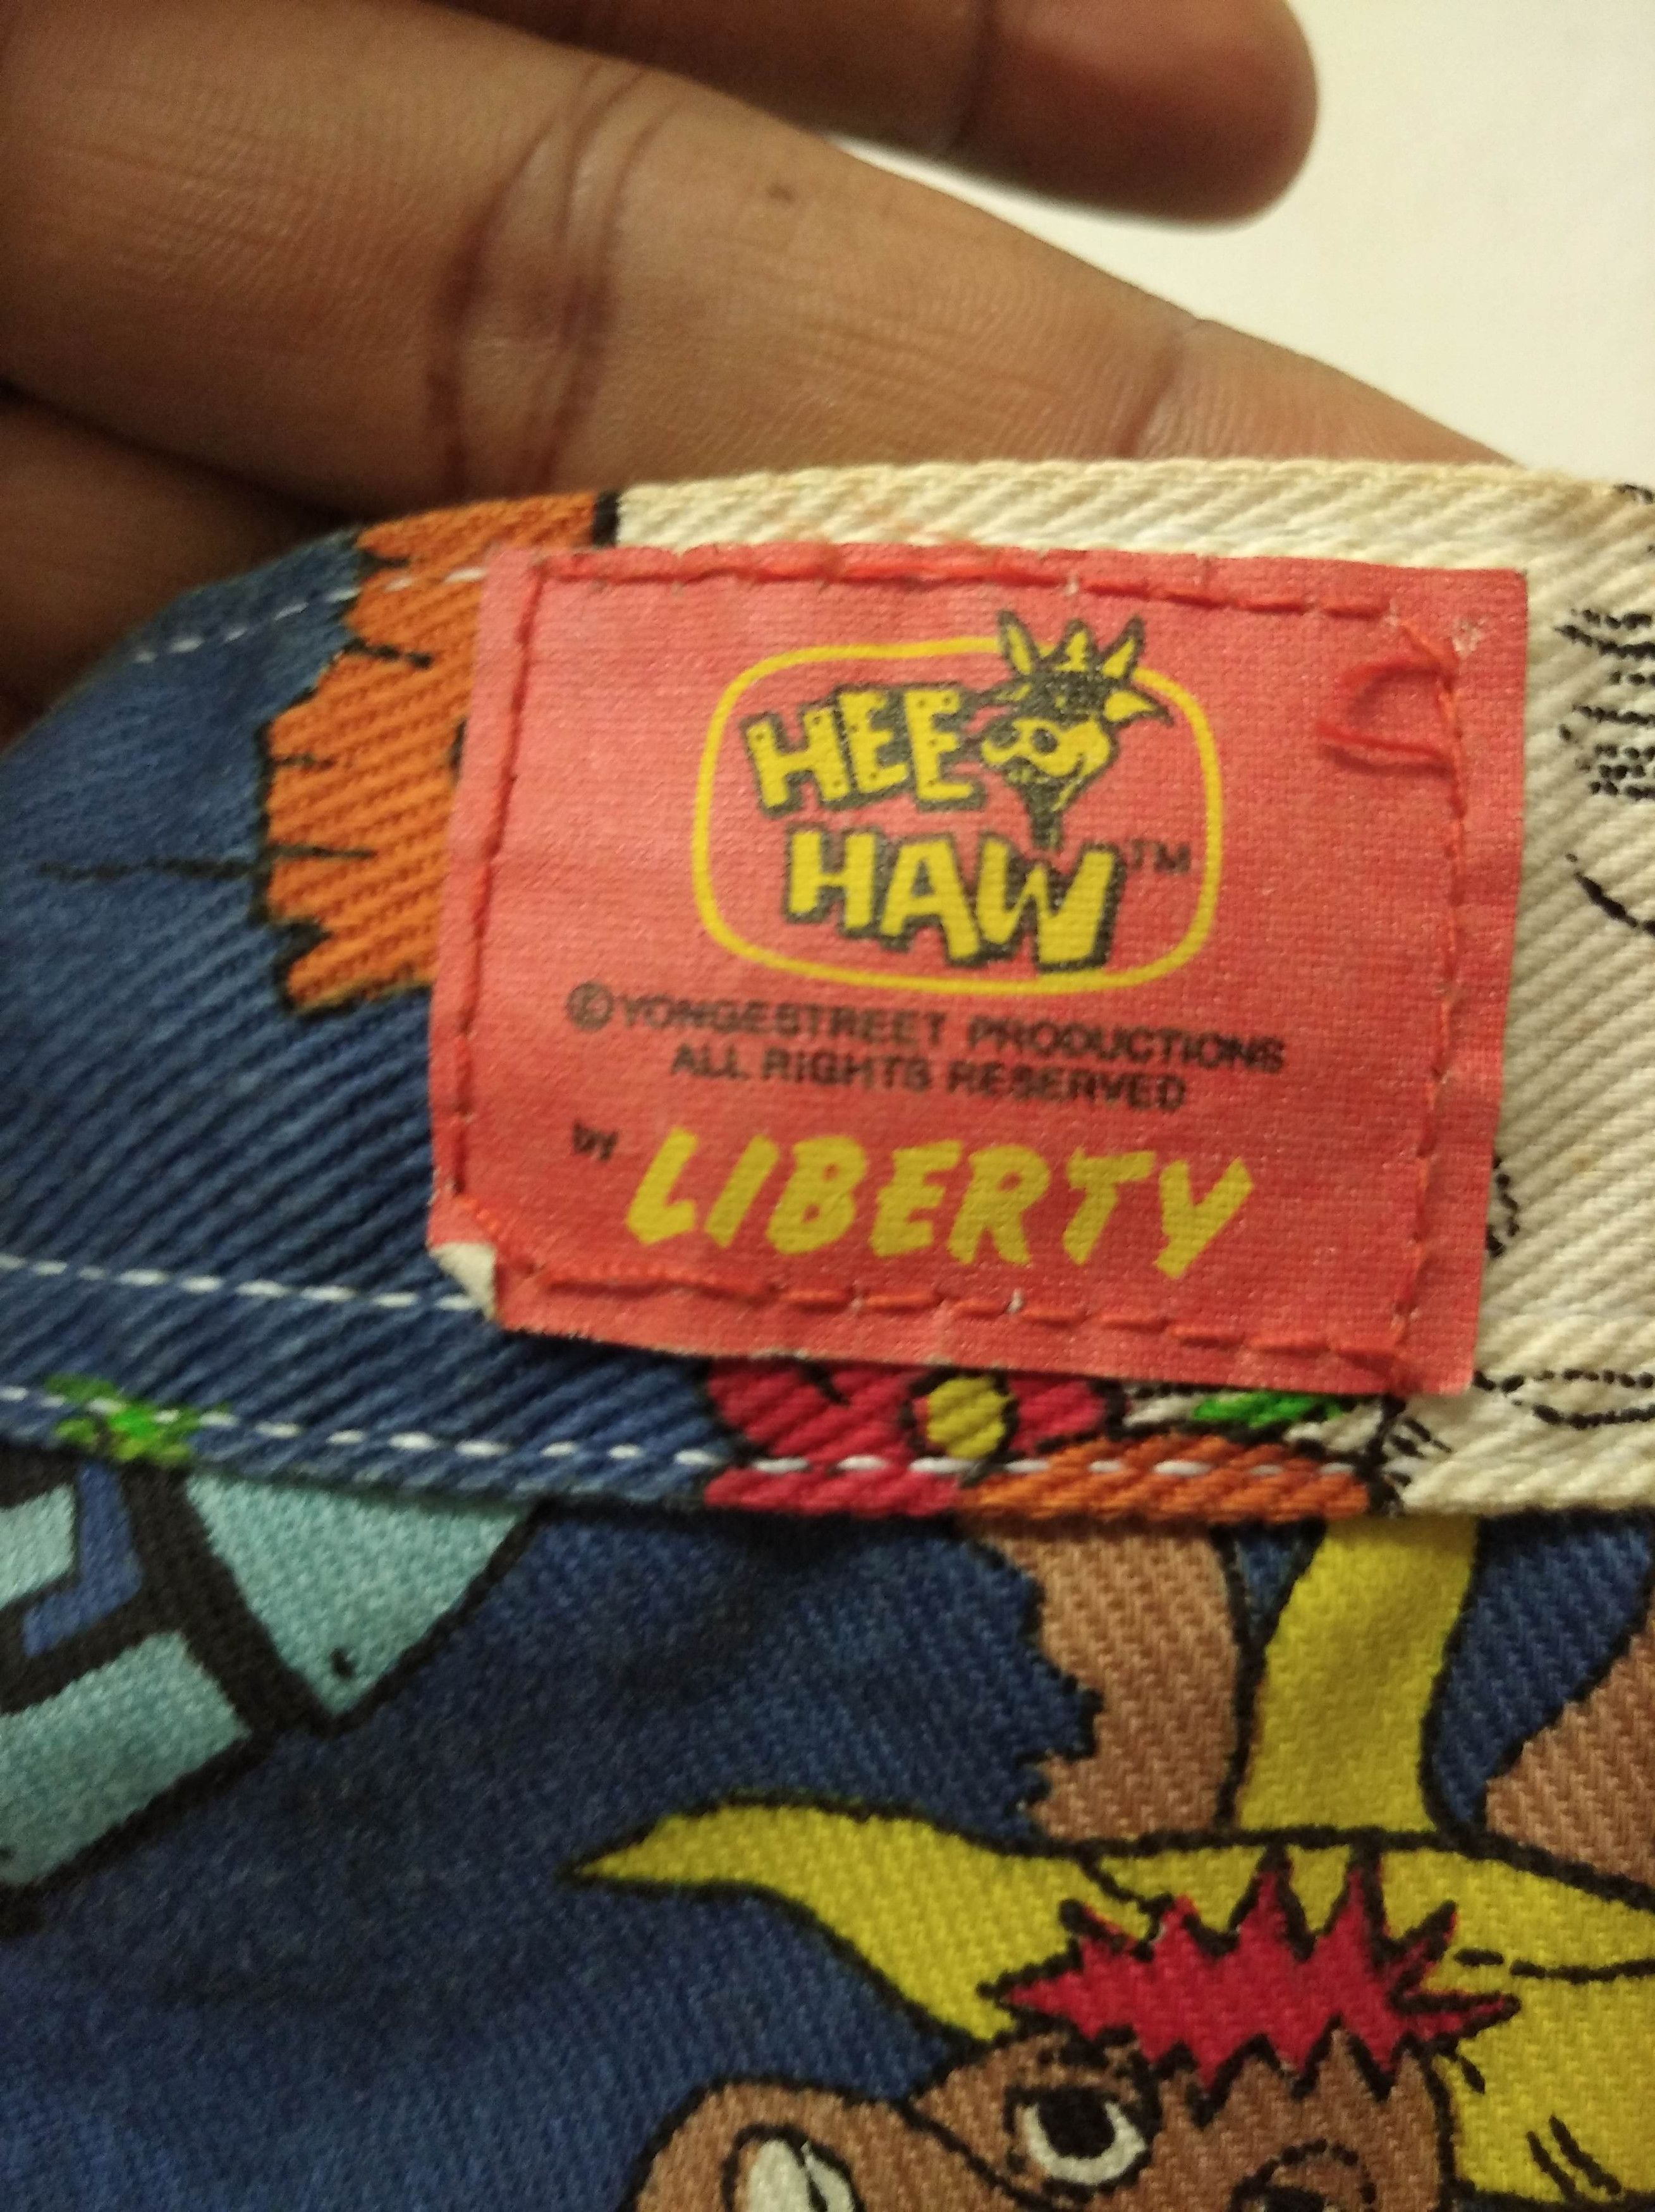 HEE
HAW™
©YONGESTREET PRODUCTIONS
ALL RIGHTS RESERVED
by LIBERTY